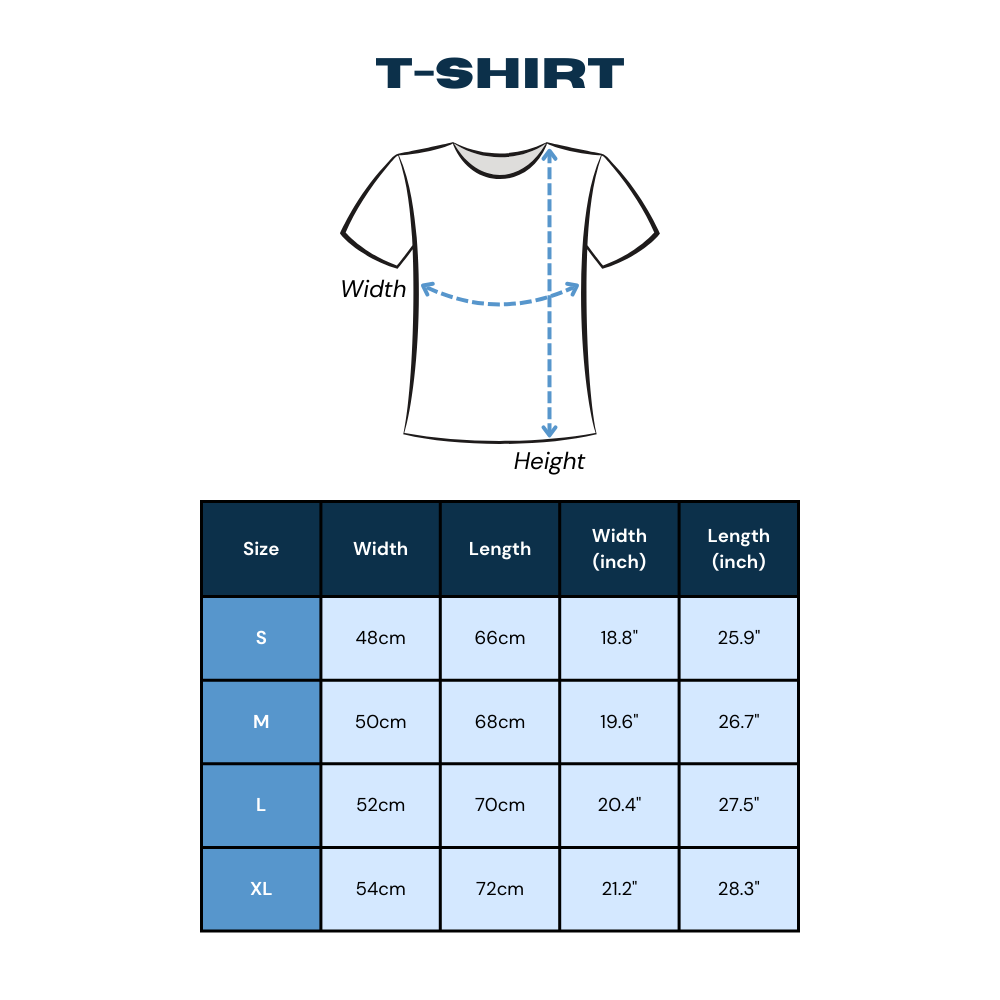 T-SHIRT
Width
Height
Size Width Length Width (inch) Length (inch)
S 48cm 66cm 18.8" 25.9"
M 50cm 68cm 19.6" 26.7"
L 52cm 70cm 20.4" 27.5"
XL 54cm 72cm 21.2" 28.3"